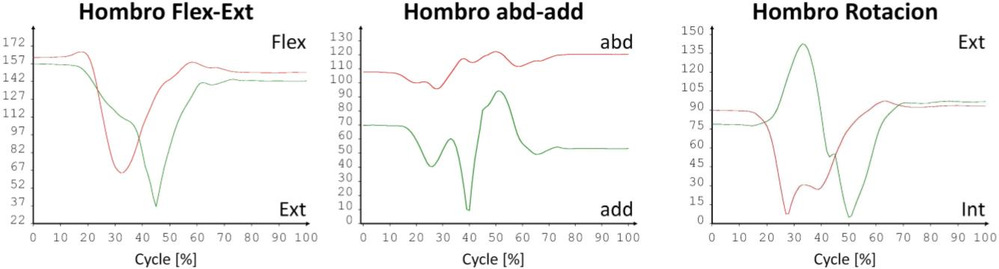 Hombro Flex-Ext
Flex
172
157
142
127
112
97
82
67
52
37
22
Ext
0 10 20 30 40 50 60 70 80 90 100
Cycle [%]
Hombro abd-add
abd
130
120
110
100
90
80
70
60
50
40
30
20
10
0
add
0 10 20 30 40 50 60 70 80 90 100
Cycle [%]
Hombro Rotacion
Ext
150
135
120
105
90
75
60
45
30
15
0
Int
0 10 20 30 40 50 60 70 80 90 100
Cycle [%]